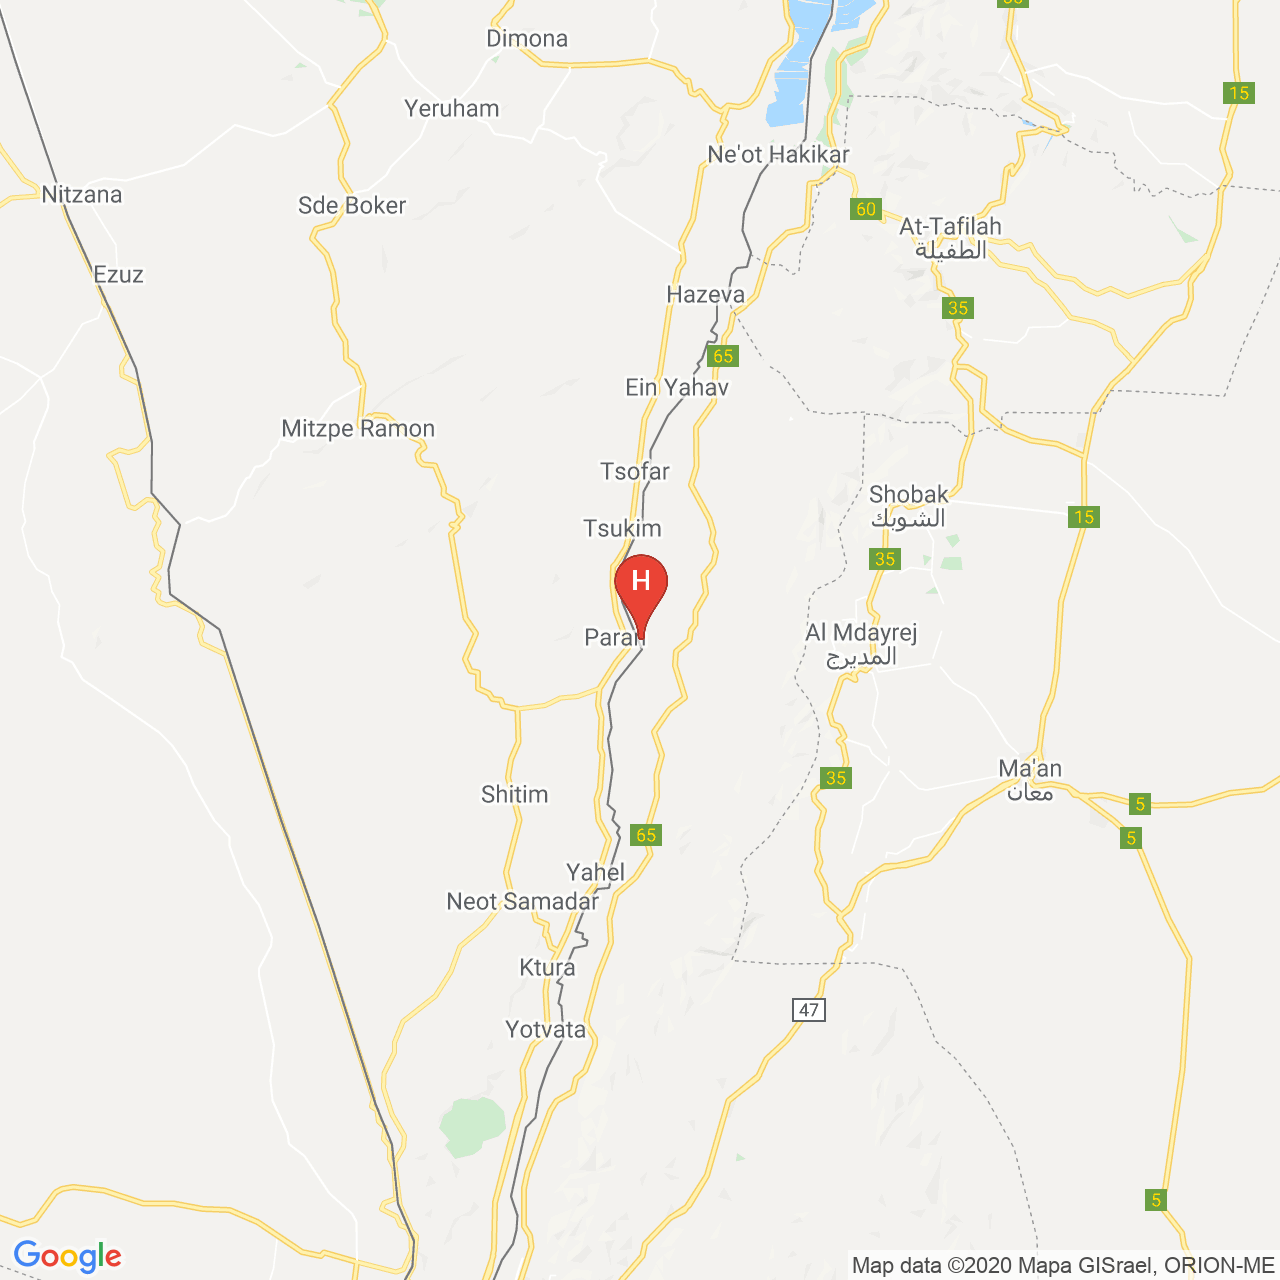 30
Dimona
15
Yeruham
Ne'ot Hakikar
Nitzana
Sde Boker
60
At-Tafilah
الطفيلة
Ezuz
Hazeva
35
65
Ein Yahav
Mitzpe Ramon
Tsofar
Shobak
الشوبك
15
Tsukim
35
H
Paran
Al Mdayrej
المديرج
Ma'an
معان
35
Shitim
5
65
5
Yahel
Neot Samadar
Ktura
47
Yotvata
5
Google
Map data ©2020 Mapa GISrael, ORION-ME